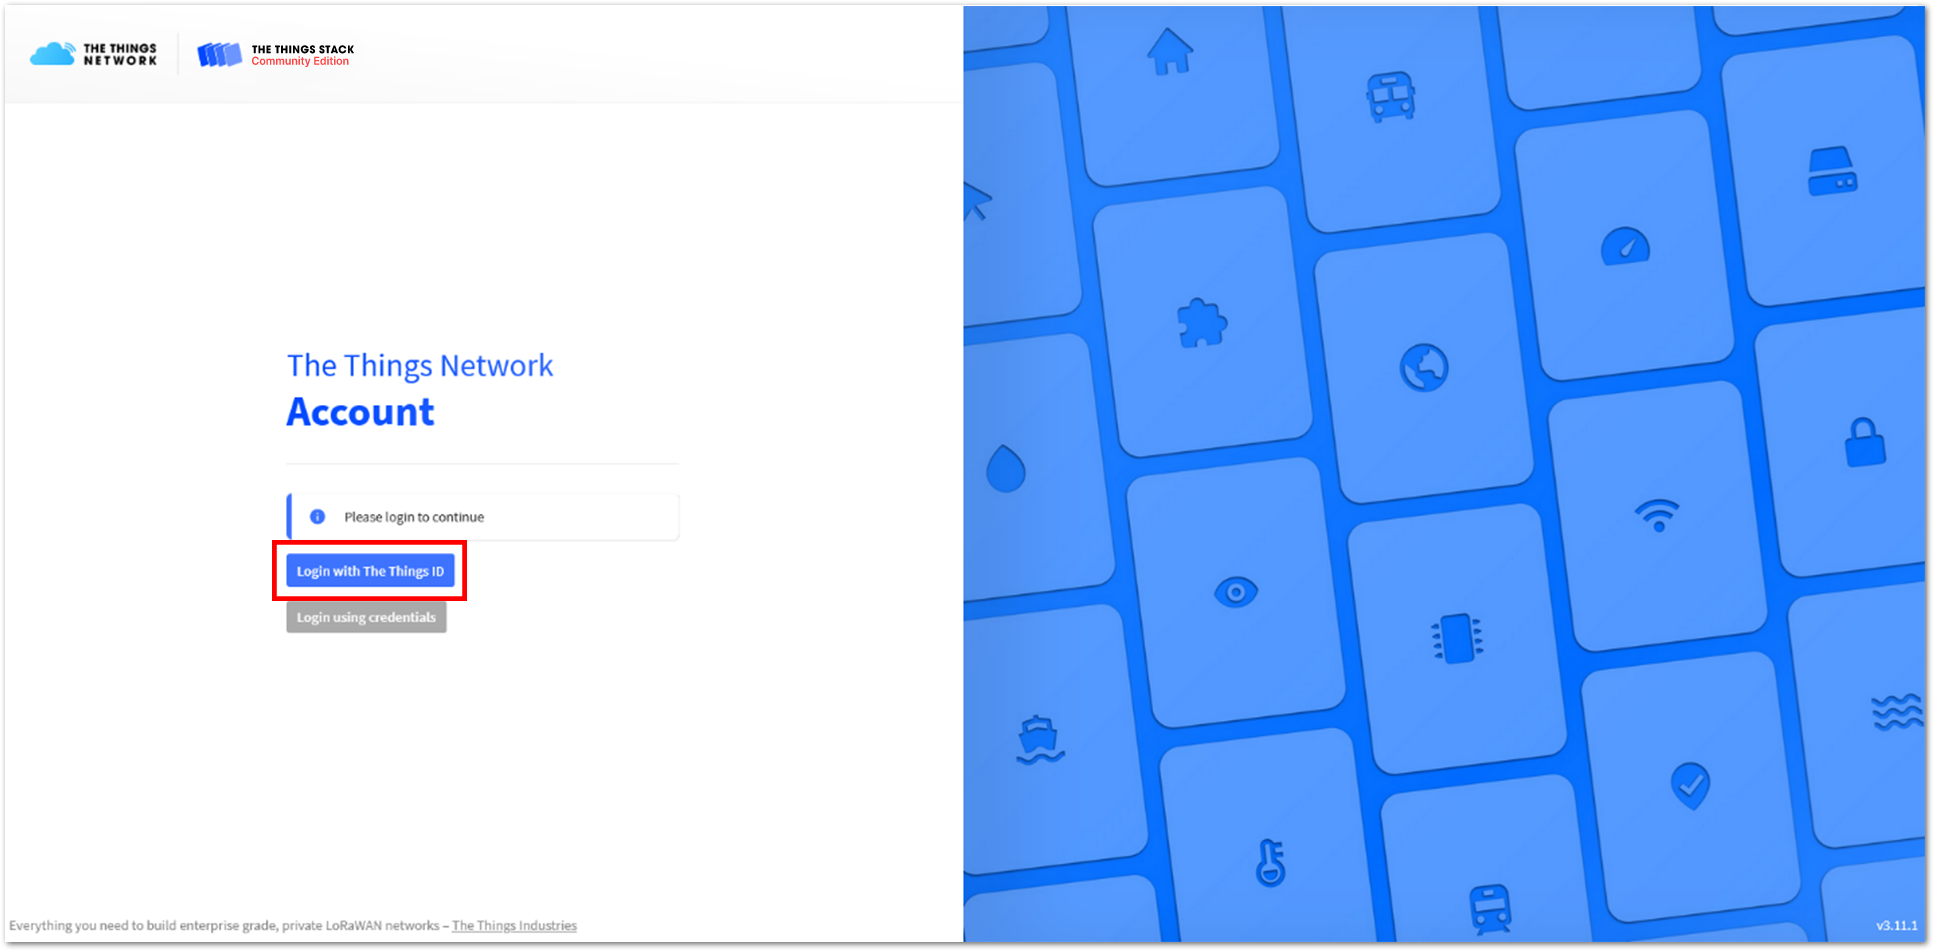 THE THINGS
NETWORK
THE THINGS STACK
Community Edition
The Things Network
Account
Please login to continue
Login with The Things ID
Login using credentials
Everything you need to build enterprise grade, private LoRaWAN networks – The Things Industries
v3.11.1